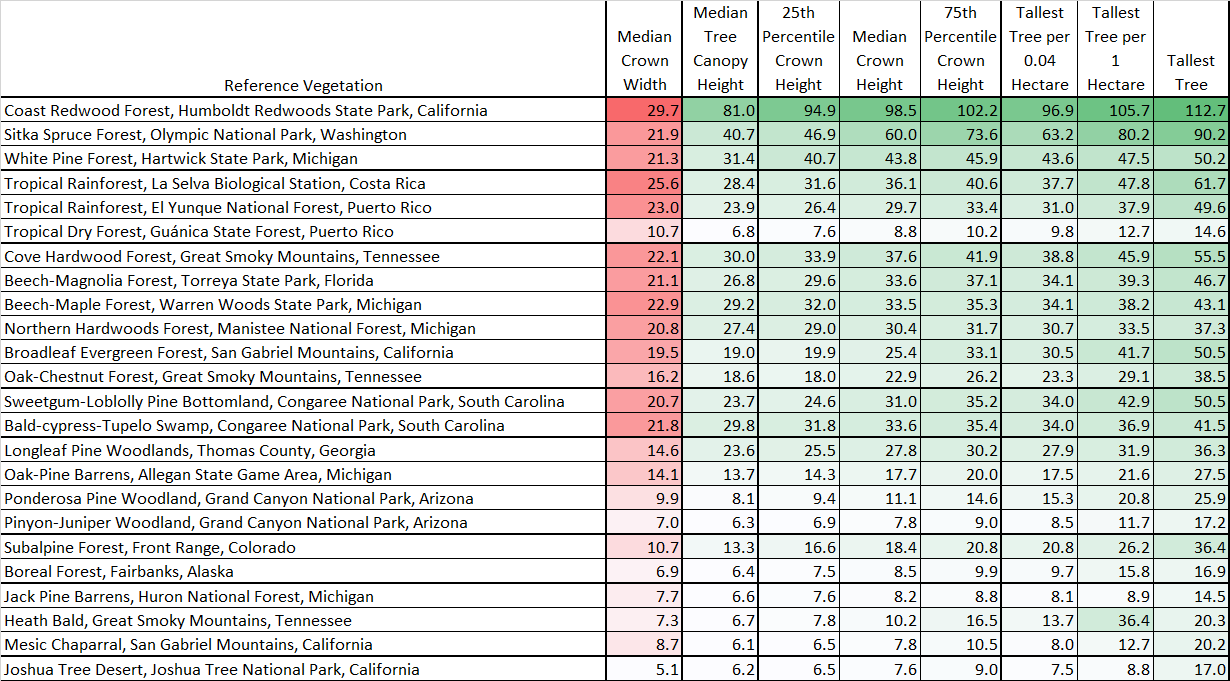 Reference Vegetation Median Crown Width Median Tree Canopy Height 25th Percentile Crown Height Median Crown Height 75th Percentile Crown Height Tallest Tree per 0.04 Hectare Tallest Tree per 1 Hectare Tallest Tree
Coast Redwood Forest, Humboldt Redwoods State Park, California 29.7 81.0 94.9 98.5 102.2 96.9 105.7 112.7
Sitka Spruce Forest, Olympic National Park, Washington 21.9 40.7 46.9 60.0 73.6 63.2 80.2 90.2
White Pine Forest, Hartwick State Park, Michigan 21.3 31.4 40.7 43.8 45.9 43.6 47.5 50.2
Tropical Rainforest, La Selva Biological Station, Costa Rica 25.6 28.4 31.6 36.1 40.6 37.7 47.8 61.7
Tropical Rainforest, El Yunque National Forest, Puerto Rico 23.0 23.9 26.4 29.7 33.4 31.0 37.9 49.6
Tropical Dry Forest, Guánica State Forest, Puerto Rico 10.7 6.8 7.6 8.8 10.2 9.8 12.7 14.6
Cove Forest, Great Smoky Mountains, Tennessee 22.1 30.0 33.9 37.6 41.9 38.8 45.9 55.5
Beech-Magnolia Forest, Torreya State Park, Florida 21.1 26.8 29.6 33.6 37.1 34.1 39.3 46.7
Beech-Maple Forest, Warren Woods State Park, Michigan 22.9 29.2 32.0 33.5 35.3 34.1 38.2 43.1
Northern Hardwoods Forest, Manistee National Forest, Michigan 20.8 27.4 29.0 30.4 31.7 30.7 33.5 37.3
Broadleaf Evergreen Forest, San Gabriel Mountains, California 19.5 19.0 19.9 25.4 33.1 30.5 41.7 50.5
Oak-Chestnut Forest, Great Smoky Mountains, Tennessee 16.2 18.6 18.0 22.9 26.2 23.3 29.1 38.5
Sweetgum-Loblolly Pine Bottomland, Congaree National Park, South Carolina 20.7 23.7 24.6 31.0 35.2 34.0 42.9 50.5
Bald-cypress-Tupelo Swamp, Congaree National Park, South Carolina 21.8 29.8 31.8 33.6 35.4 34.0 36.9 41.5
Longleaf Pine Woodlands, Thomas County, Georgia 14.6 23.6 25.5 27.8 30.2 27.9 31.9 36.3
Oak-Pine Barrens, Allegan State Game Area, Michigan 14.1 13.7 14.3 17.7 20.0 17.5 21.6 27.5
Ponderosa Pine Woodland, Grand Canyon National Park, Arizona 9.9 8.1 9.4 11.1 14.6 15.3 20.8 25.9
Pinyon-Juniper Woodland, Grand Canyon National Park, Arizona 7.0 6.3 6.9 7.8 9.0 8.5 11.7 17.2
Subalpine Forest, Front Range, Colorado 10.7 13.3 16.6 18.4 20.8 20.8 26.2 36.4
Boreal Forest, Fairbanks, Alaska 6.9 6.4 7.5 8.5 9.9 9.7 15.8 16.9
Jack Pine Barrens, Huron National Forest, Michigan 7.7 6.6 7.6 8.2 8.8 8.1 8.9 14.5
Heath Bald, Great Smoky Mountains, Tennessee 7.3 6.7 7.8 10.2 16.5 13.7 36.4 20.3
Mesic Chaparral, San Gabriel Mountains, California 8.7 6.1 6.5 7.8 10.5 8.0 12.7 20.2
Joshua Tree Desert, Joshua Tree National Park, California 5.1 6.2 6.5 7.6 9.0 7.5 8.8 17.0